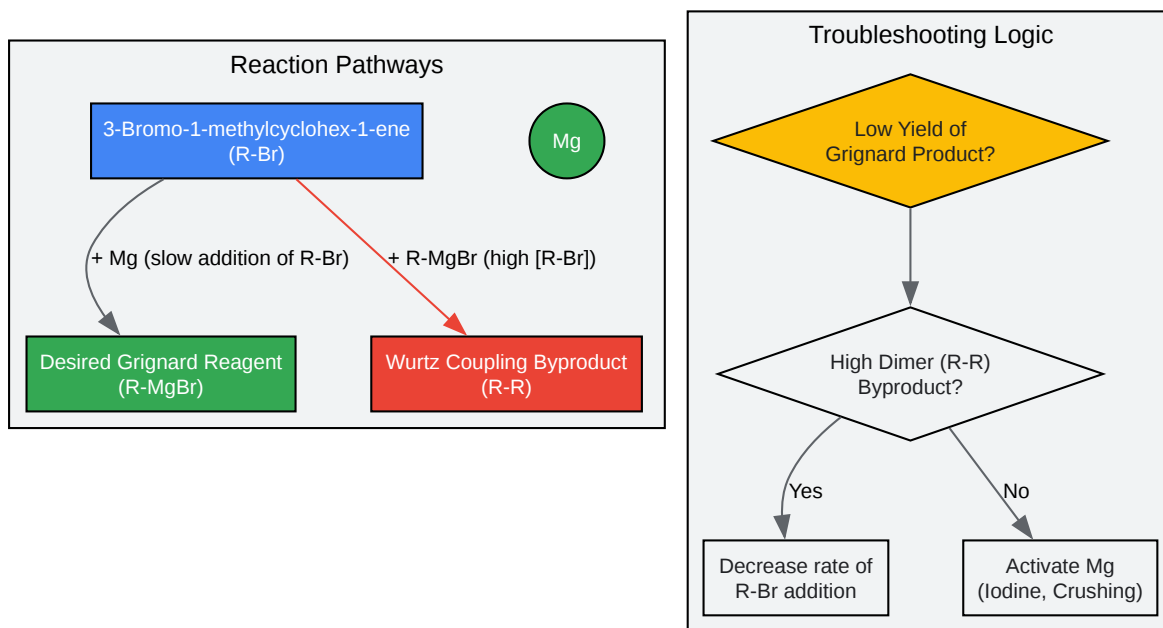 Reaction Pathways
3-Bromo-1-methylcyclohex-1-ene
(R-Br)
Mg
+ Mg (slow addition of R-Br)
+ R-MgBr (high [R-Br])
Desired Grignard Reagent
(R-MgBr)
Wurtz Coupling Byproduct
(R-R)
Troubleshooting Logic
Low Yield of
Grignard Product?
High Dimer (R-R)
Byproduct?
Yes
No
Decrease rate of
R-Br addition
Activate Mg
(Iodine, Crushing)